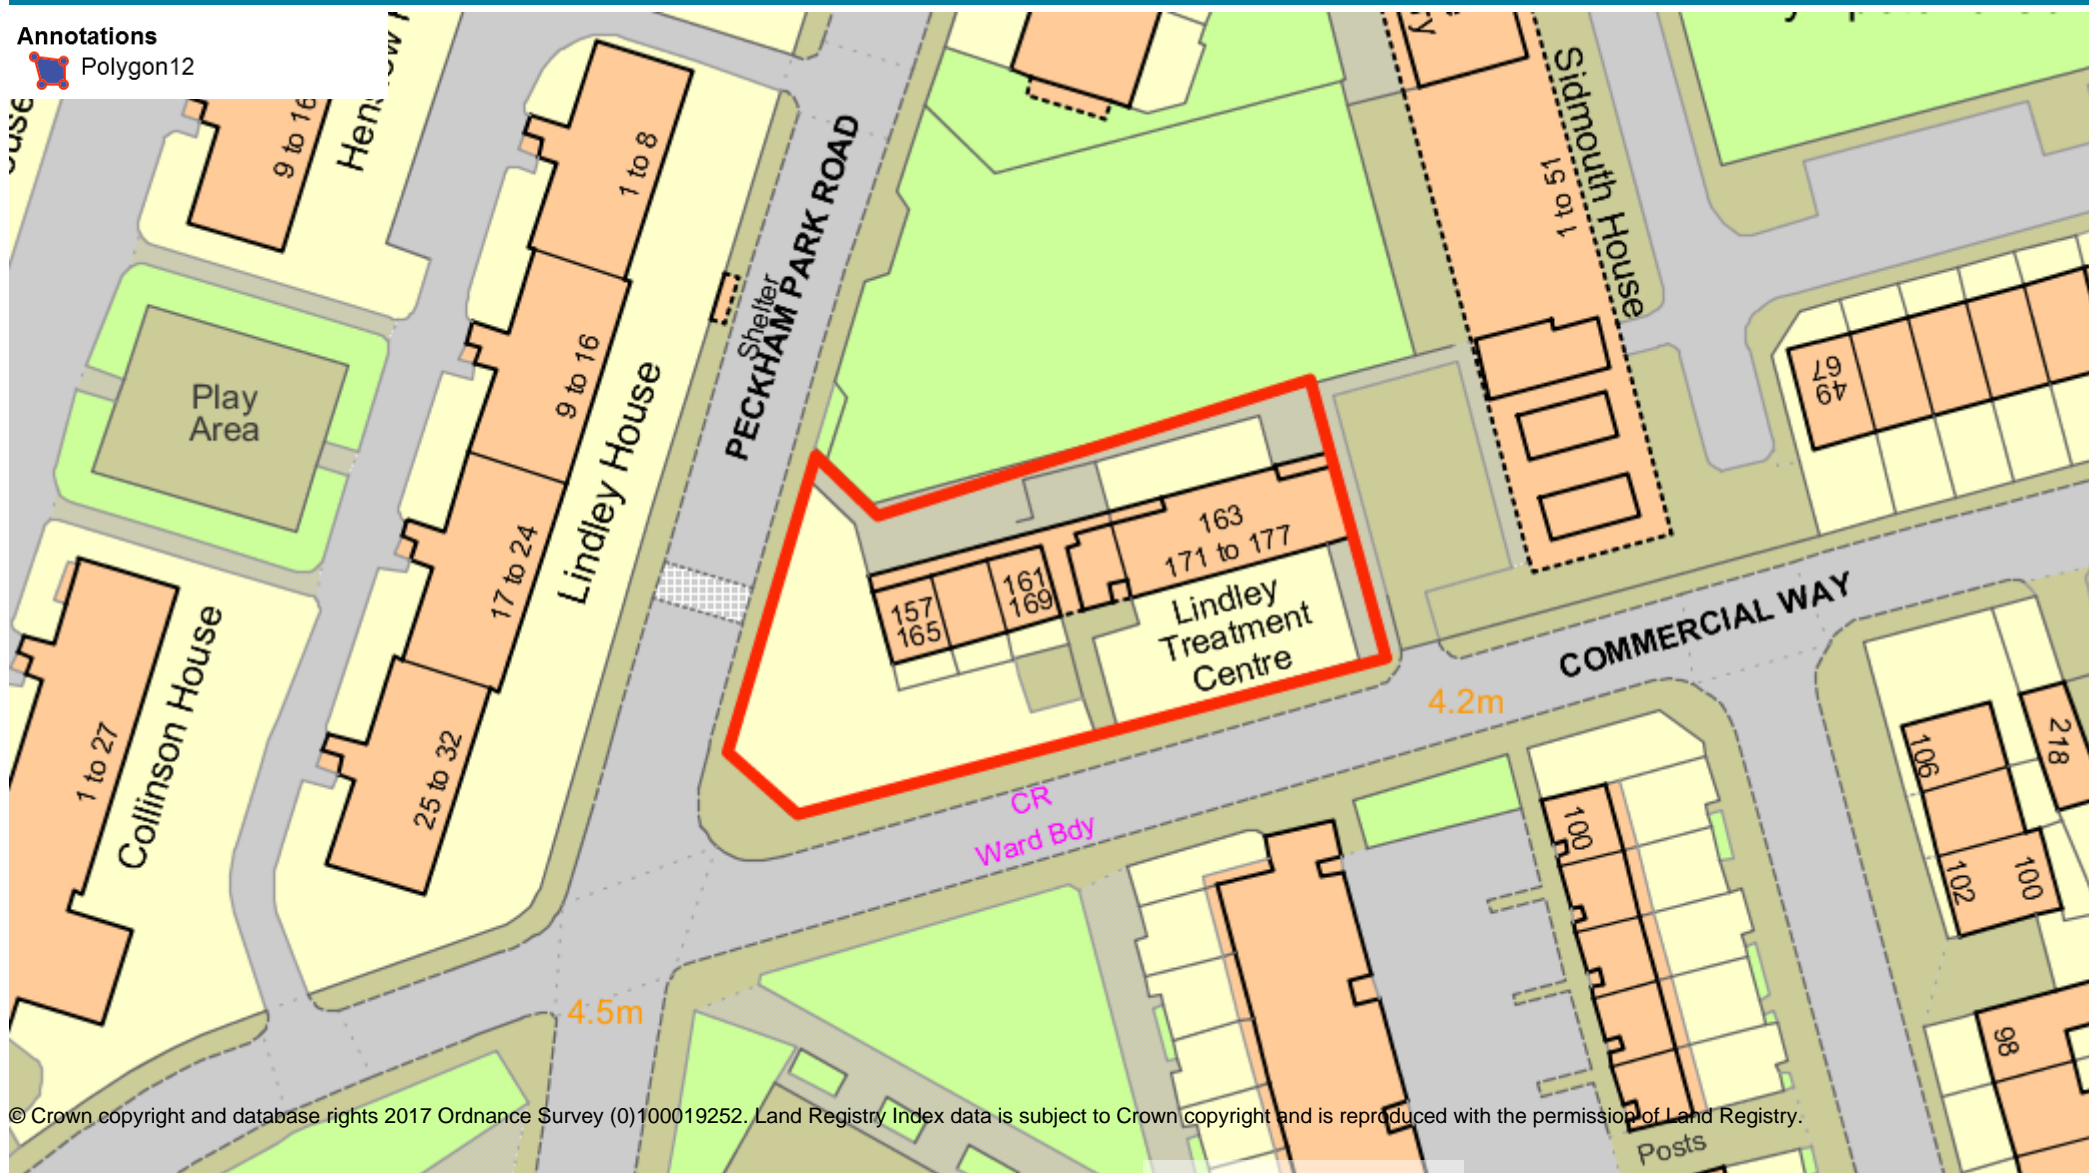 Annotations
Polygon12
9 to 16
1 to 8
PECKHAM PARK ROAD
Shelter
Sidmouth House
1 to 51
Play
Area
9 to 16
Lindley House
17 to 24
25 to 32
Collinson House
1 to 27
49
67
163
171 to 177
157
165
161
169
Lindley
Treatment
Centre
COMMERCIAL WAY
4.2m
CR
Ward Bdy
4.5m
100
106
218
102
100
98
© Crown copyright and database rights 2017 Ordnance Survey (0)100019252. Land Registry Index data is subject to Crown copyright and is reproduced with the permission of Land Registry.
Posts